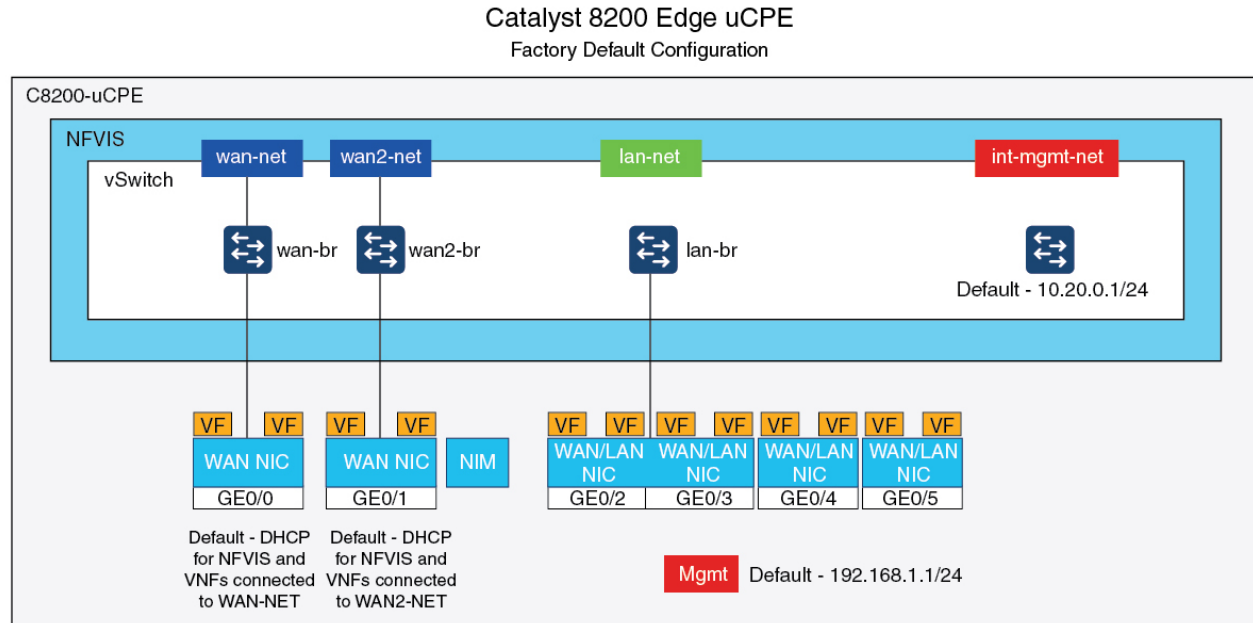 Catalyst 8200 Edge uCPE
Factory Default Configuration
C8200-uCPE
NFVIS
wan-net
wan2-net
lan-net
int-mgmt-net
vSwitch
wan-br
wan2-br
lan-br
Default - 10.20.0.1/24
VF
VF
VF
VF
VF
VF
VF
VF
VF
VF
VF
VF
WAN NIC
WAN NIC
NIM
WAN/LAN
NIC
WAN/LAN
NIC
WAN/LAN
NIC
WAN/LAN
NIC
GE0/0
GE0/1
GE0/2
GE0/3
GE0/4
GE0/5
Default - DHCP
for NFVIS and
VNFs connected
to WAN-NET
Default - DHCP
for NFVIS and
VNFs connected
to WAN2-NET
Mgmt
Default - 192.168.1.1/24